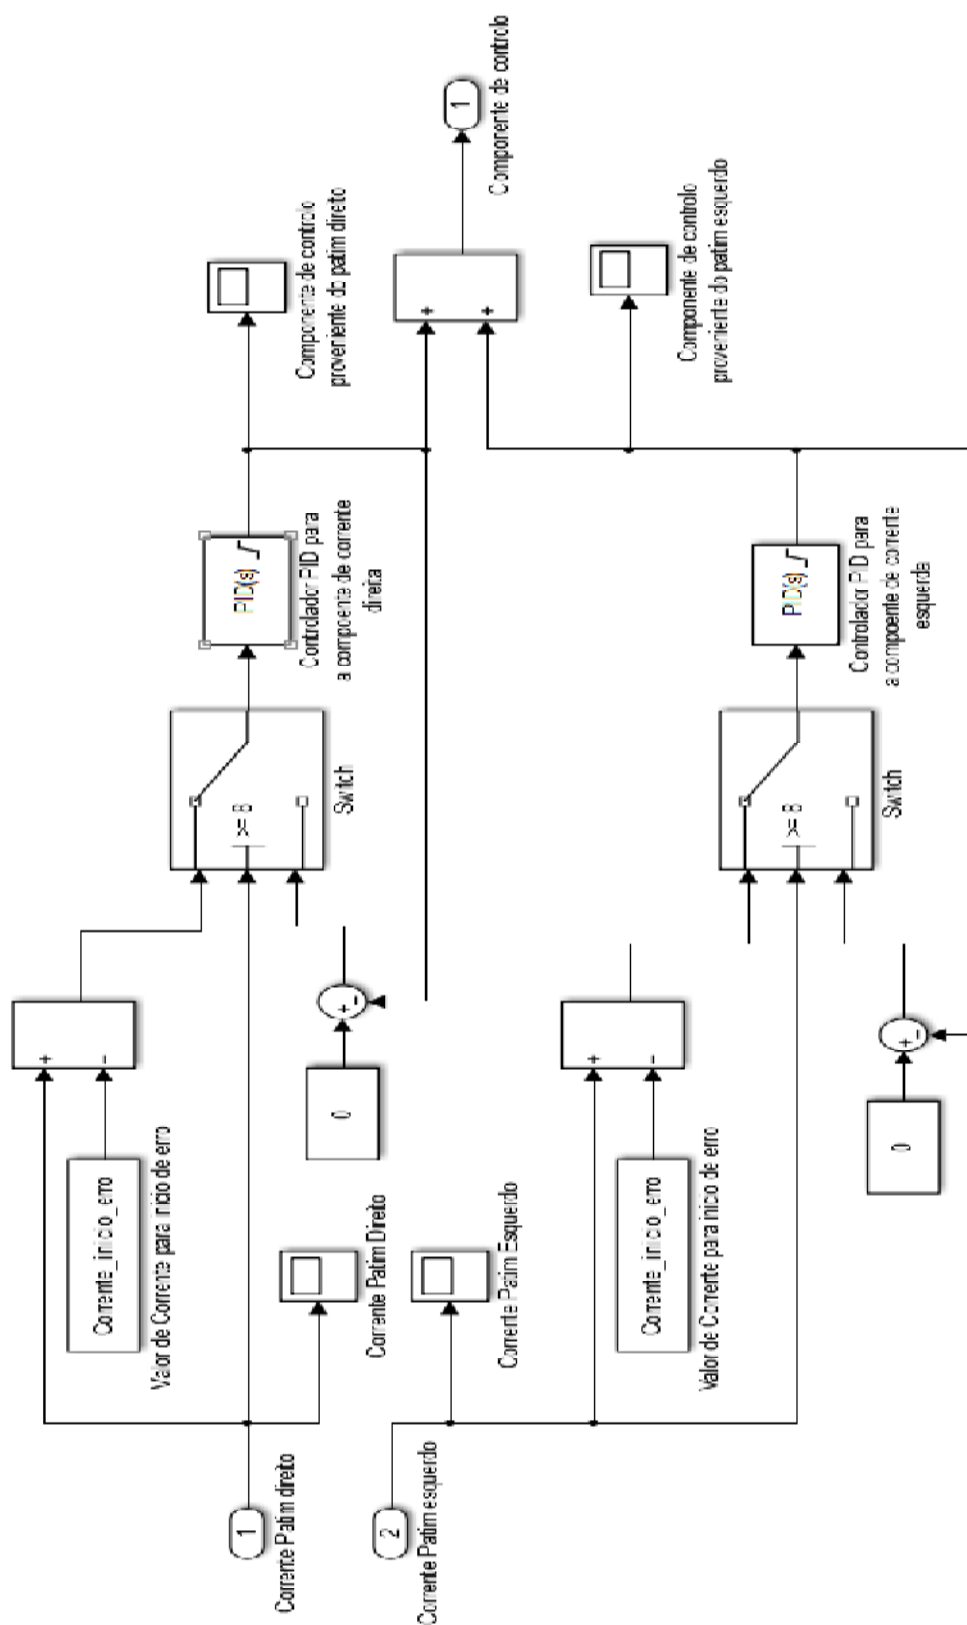 +
-
Corrente_inicio_erro
Valor de Corrente para inicio de erro
1
Corrente Patim direito
>= 8
Switch
PID(s)
Controlador PID para
a compoente de corrente
direita
Componente de controlo
proveniente do patim direito
0
+
-
Corrente Patim Direito
2
Corrente Patim esquerdo
Corrente Patim Esquerdo
+
+
1
Componente de controlo
Componente de controlo
proveniente do patim esquerdo
+
-
Corrente_inicio_erro
Valor de Corrente para inicio de erro
>= 8
Switch
PID(s)
Controlador PID para
a compoente de corrente
esquerda
0
+
-